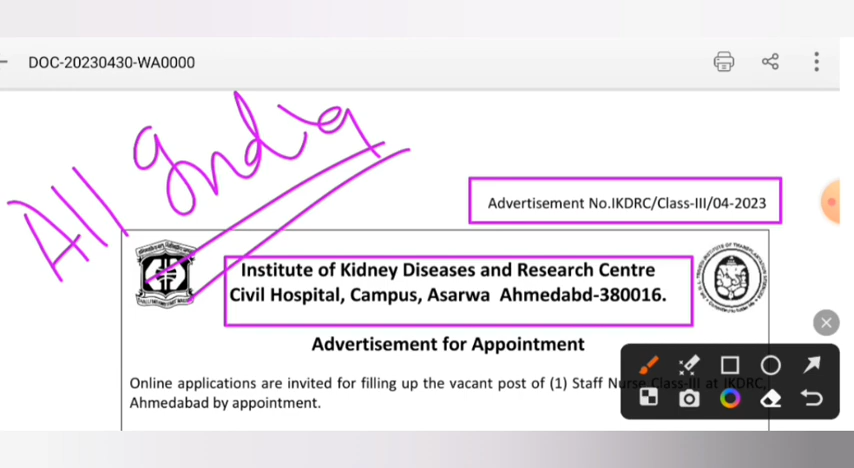 DOC-20230430-WA0000
All India
Advertisement No.IKDRC/Class-III/04-2023
Institute of Kidney Diseases and Research Centre
Civil Hospital, Campus, Asarwa Ahmedabd-380016.
Advertisement for Appointment
Online applications are invited for filling up the vacant post of (1) Staff Nurse Class-III at IKDRC,
Ahmedabad by appointment.